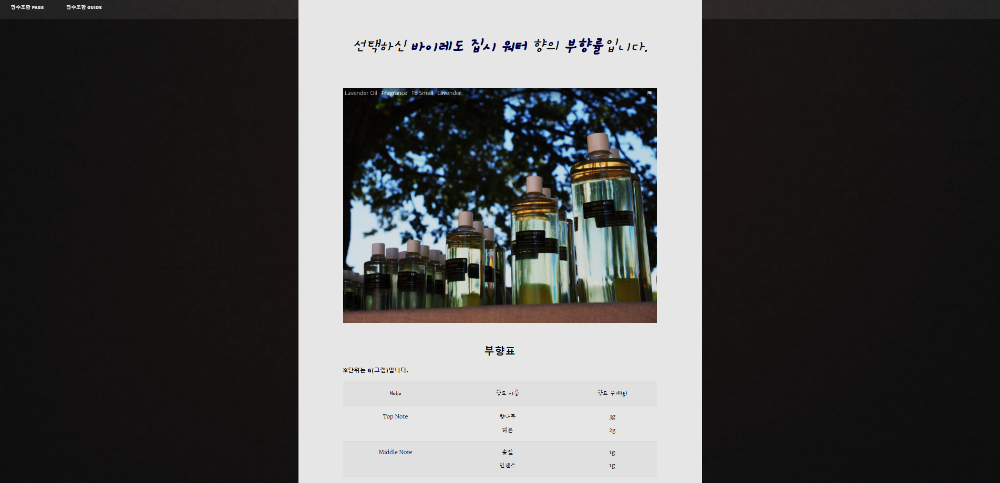 향수조합 PAGE 향수조합 GUIDE
선택하신 바이레도 집시 워터 향의 부향률입니다.
Lavender Oil Fragrance To Smell Lavender
LAVANDIN
부향표
※단위는 G(그램)입니다.
Note 향료 이름 향료 무게(g)
Top Note 향나무 3g
레몬 2g
Middle Note 솔잎 1g
인센스 1g